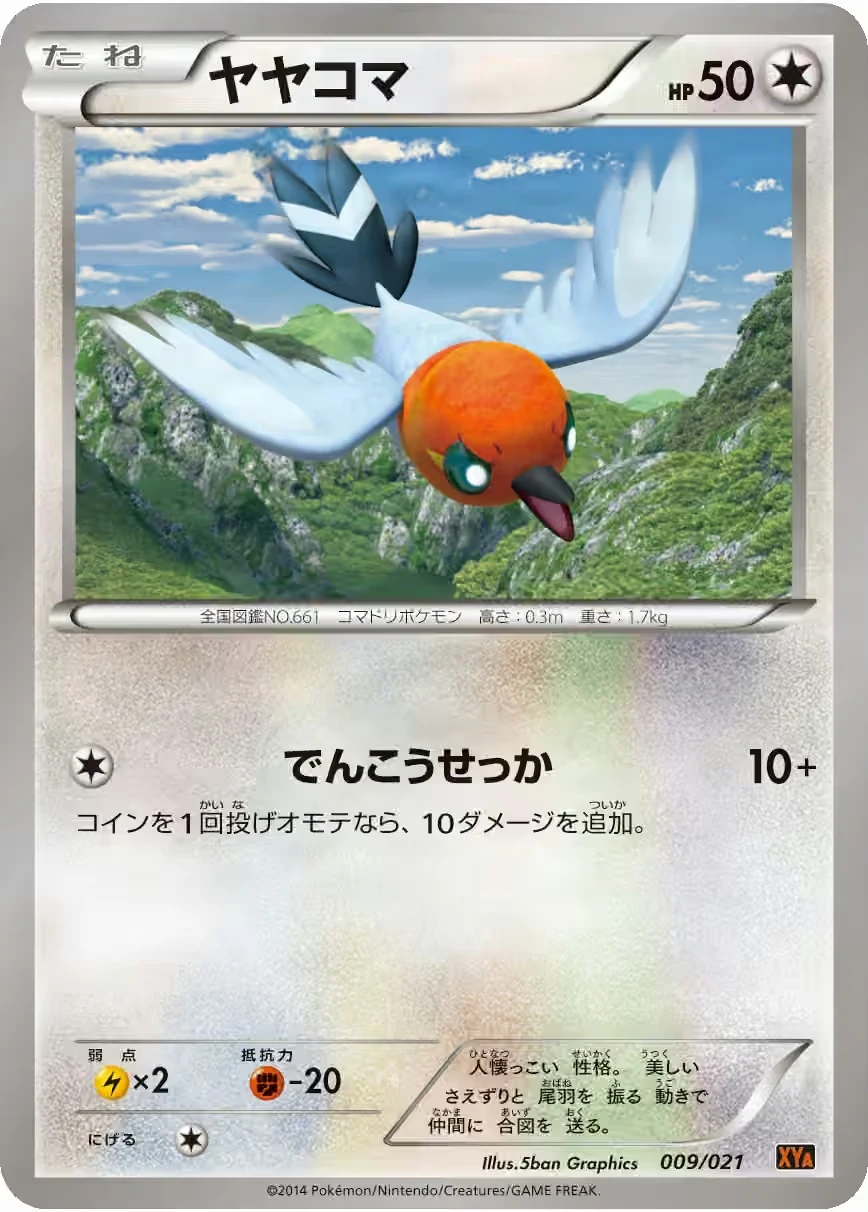 たね ヤヤコマ HP50
全国図鑑NO.661 コマドリポケモン 高さ:0.3m 重さ:1.7kg
でんこうせっか 10+
コインを1回投げオモテなら、10ダメージを追加。
弱点 抵抗力
×2 -20
にげる
人懐っこい 性格。 美しい
さえずりと 尾羽を 振る 動きで
仲間に 合図を 送る。
Illus.5ban Graphics 009/021 XYA
©2014 Pokémon/Nintendo/Creatures/GAME FREAK.